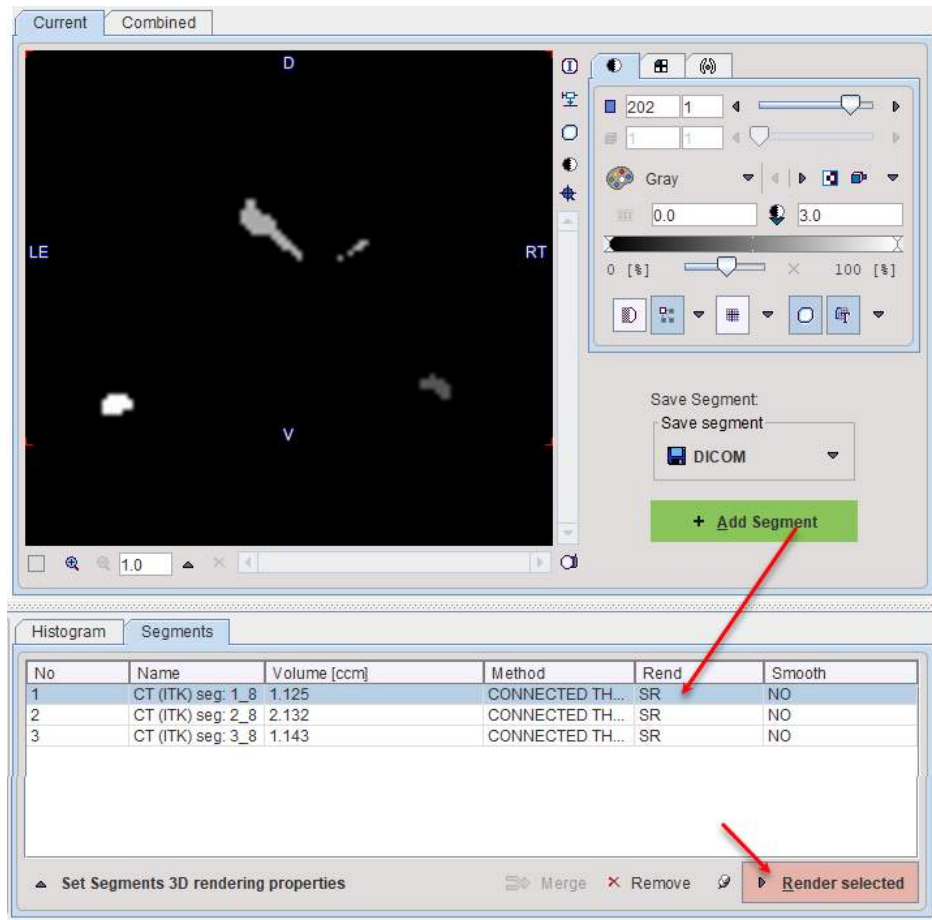 Current Combined
D
LE
RT
V
202 1
1 1
Gray
0.0 3.0
0 [%] 100 [%]
Save Segment:
Save segment
DICOM
+ Add Segment
1.0
Histogram Segments
No Name Volume [ccm] Method Rend Smooth
1 CT (ITK) seg: 1_8 1.125 CONNECTED TH... SR NO
2 CT (ITK) seg: 2_8 2.132 CONNECTED TH... SR NO
3 CT (ITK) seg: 3_8 1.143 CONNECTED TH... SR NO
Set Segments 3D rendering properties Merge Remove Render selected